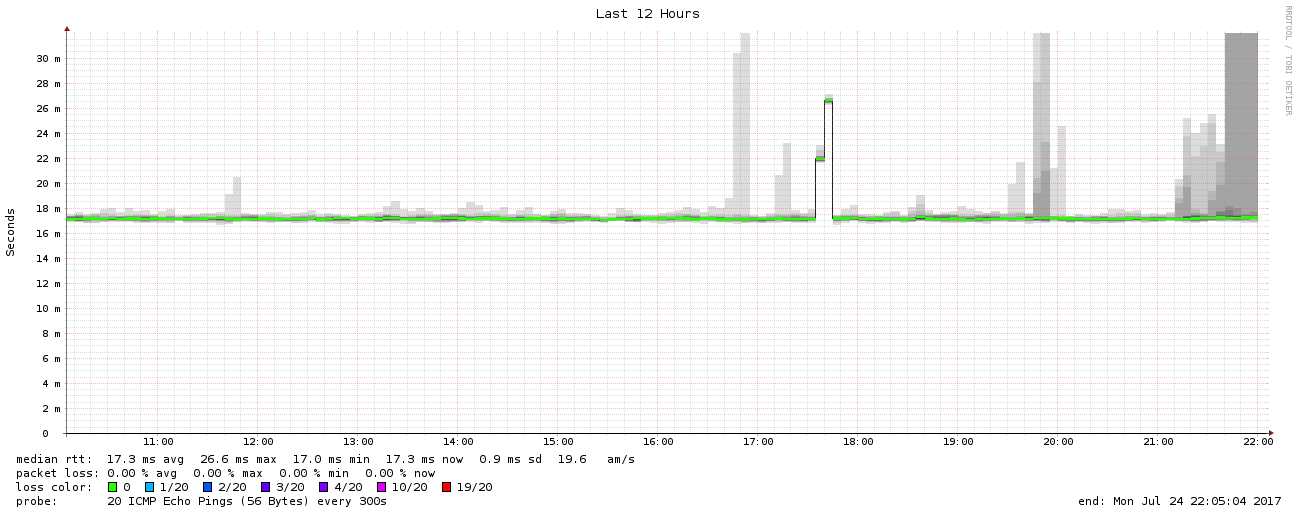 Last 12 Hours
RRDTOOL / TOBI OETIKER
Seconds
30 m
28 m
26 m
24 m
22 m
20 m
18 m
16 m
14 m
12 m
10 m
8 m
6 m
4 m
2 m
0
11:00 12:00 13:00 14:00 15:00 16:00 17:00 18:00 19:00 20:00 21:00 22:00
median rtt: 17.3 ms avg 26.6 ms max 17.0 ms min 17.3 ms now 0.9 ms sd 19.6 am/s
packet loss: 0.00 % avg 0.00 % max 0.00 % min 0.00 % now
loss color: 0 1/20 2/20 3/20 4/20 10/20 19/20
probe: 20 ICMP Echo Pings (56 Bytes) every 300s end: Mon Jul 24 22:05:04 2017